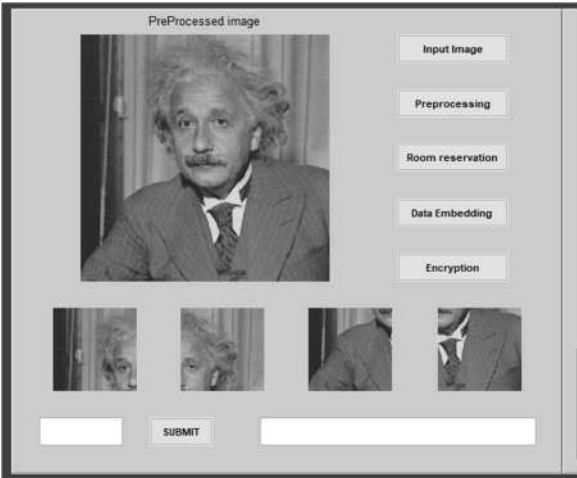 PreProcessed image
Input Image
Preprocessing
Room reservation
Data Embedding
Encryption
SUBMIT